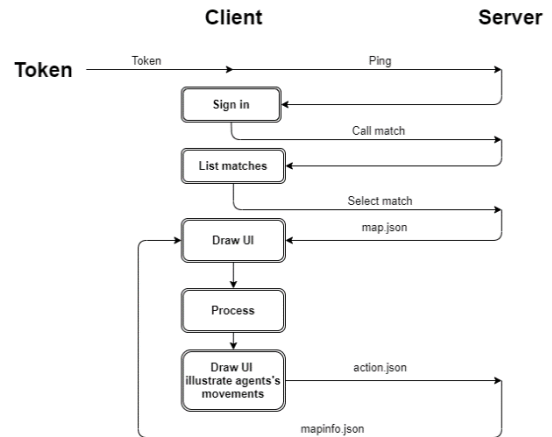 Client
Server
Token
Token
Ping
Sign in
Call match
List matches
Select match
Draw UI
map.json
Process
Draw UI
illustrate agents's
movements
action.json
mapinfo.json